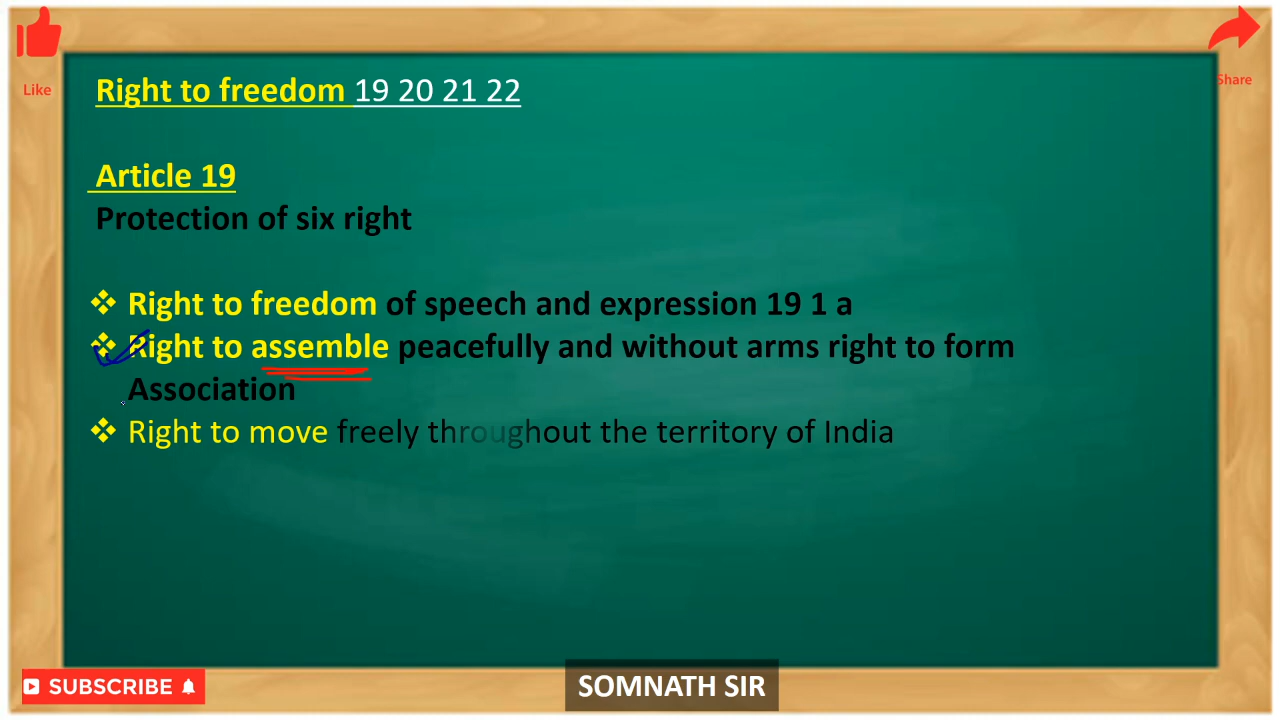 Like
Share
Right to freedom 19 20 21 22
Article 19
Protection of six right
❖ Right to freedom of speech and expression 19 1 a
❖ Right to assemble peacefully and without arms right to form
Association
❖ Right to move freely throughout the territory of India
SUBSCRIBE
SOMNATH SIR